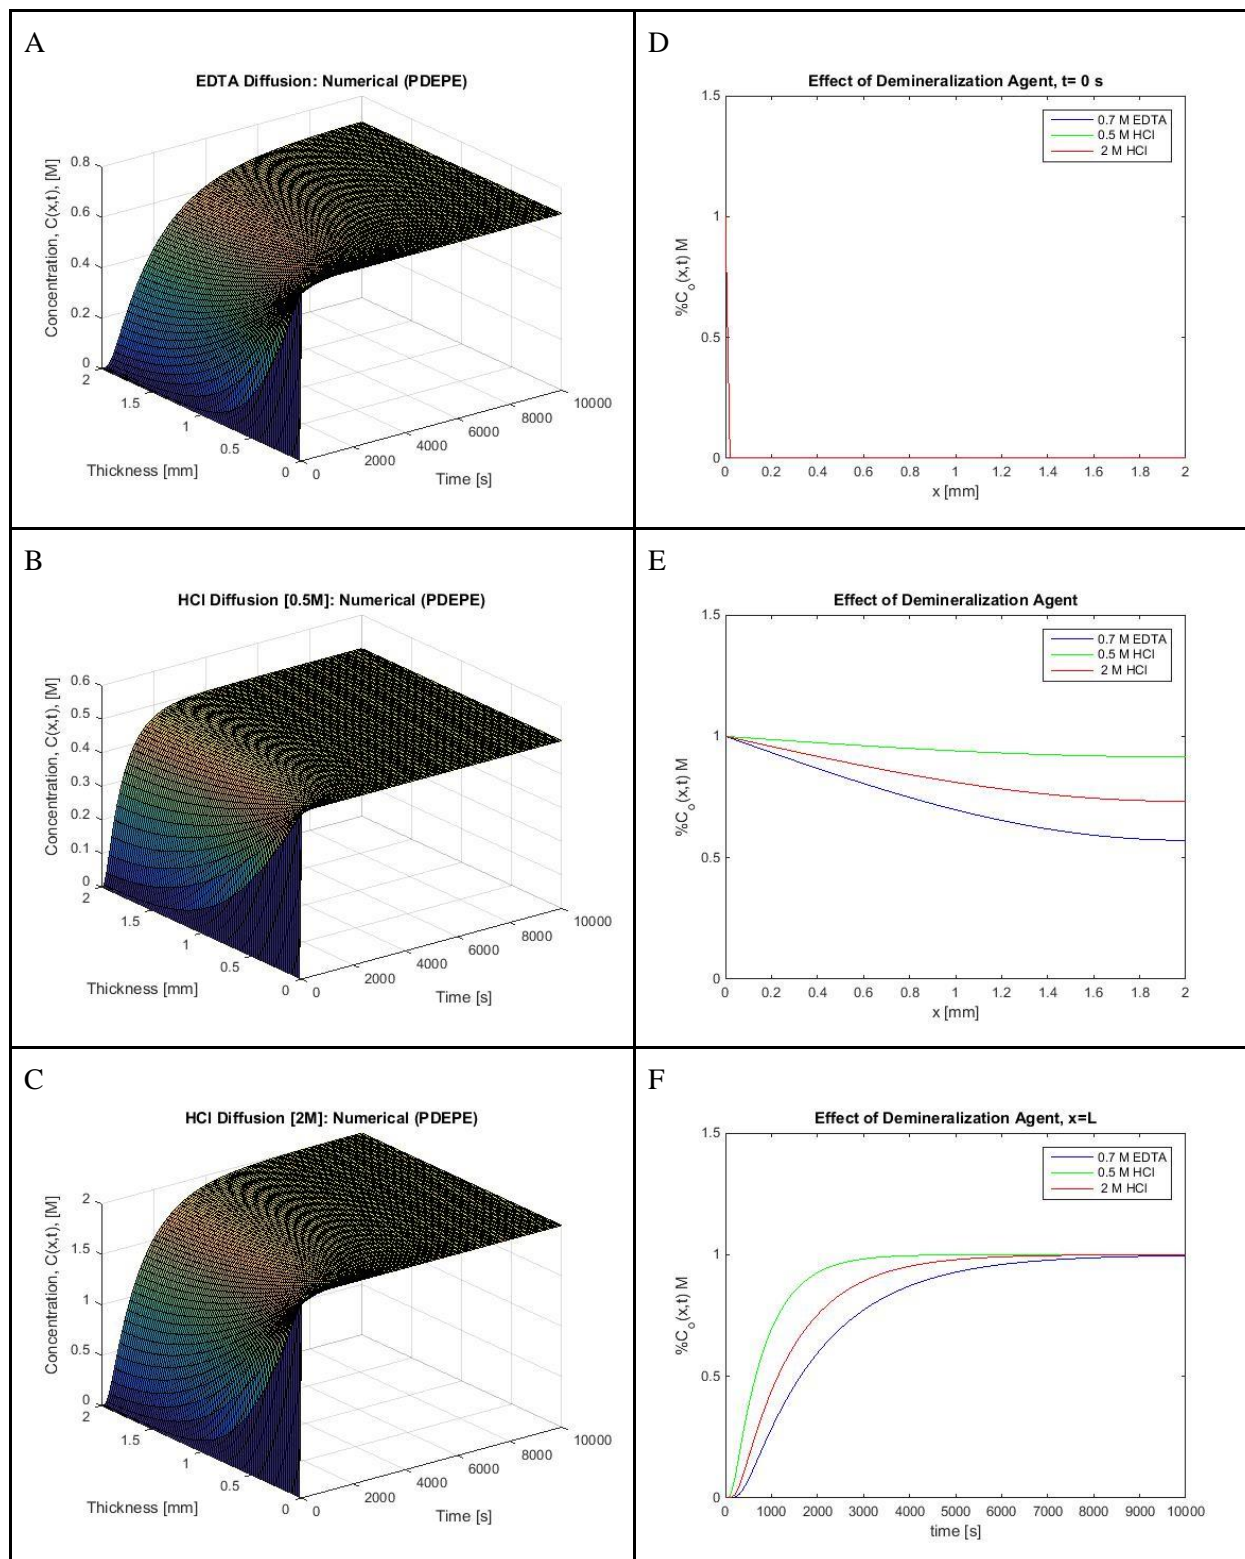 A
EDTA Diffusion: Numerical (PDEPE)
Concentration, C(x,t), [M]
0.8
0.6
0.4
0.2
0
2
1.5
1
0.5
0
Thickness [mm]
0
2000
4000
6000
8000
10000
Time [s]
D
Effect of Demineralization Agent, t= 0 s
0.7 M EDTA
0.5 M HCl
2 M HCl
%C_o(x,t) M
1.5
1
0.5
0
0 0.2 0.4 0.6 0.8 1 1.2 1.4 1.6 1.8 2
x [mm]
B
HCl Diffusion [0.5M]: Numerical (PDEPE)
Concentration, C(x,t), [M]
0.6
0.5
0.4
0.3
0.2
0.1
0
2
1.5
1
0.5
0
Thickness [mm]
0
2000
4000
6000
8000
10000
Time [s]
E
Effect of Demineralization Agent
0.7 M EDTA
0.5 M HCl
2 M HCl
%C_o(x,t) M
1.5
1
0.5
0
0 0.2 0.4 0.6 0.8 1 1.2 1.4 1.6 1.8 2
x [mm]
C
HCl Diffusion [2M]: Numerical (PDEPE)
Concentration, C(x,t), [M]
2
1.5
1
0.5
0
2
1.5
1
0.5
0
Thickness [mm]
0
2000
4000
6000
8000
10000
Time [s]
F
Effect of Demineralization Agent, x=L
0.7 M EDTA
0.5 M HCl
2 M HCl
%C_o(x,t) M
1.5
1
0.5
0
0 1000 2000 3000 4000 5000 6000 7000 8000 9000 10000
time [s]